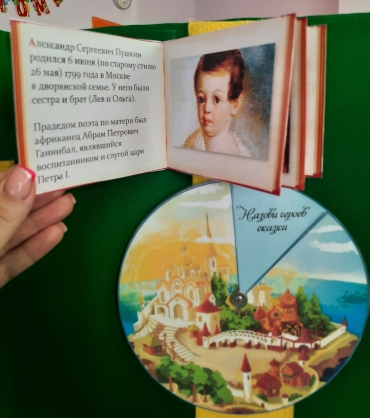 Александр Сергеевич Пушкин
родился 6 июня (по старому стилю
26 мая) 1799 года в Москве
в дворянской семье. У него были
сестра и брат (Лев и Ольга).
Прадедом поэта по матери был
африканец Абрам Петрович
Ганнибал, являвшийся
воспитанником и слугой царя
Петра I.
"Назови героев
сказки